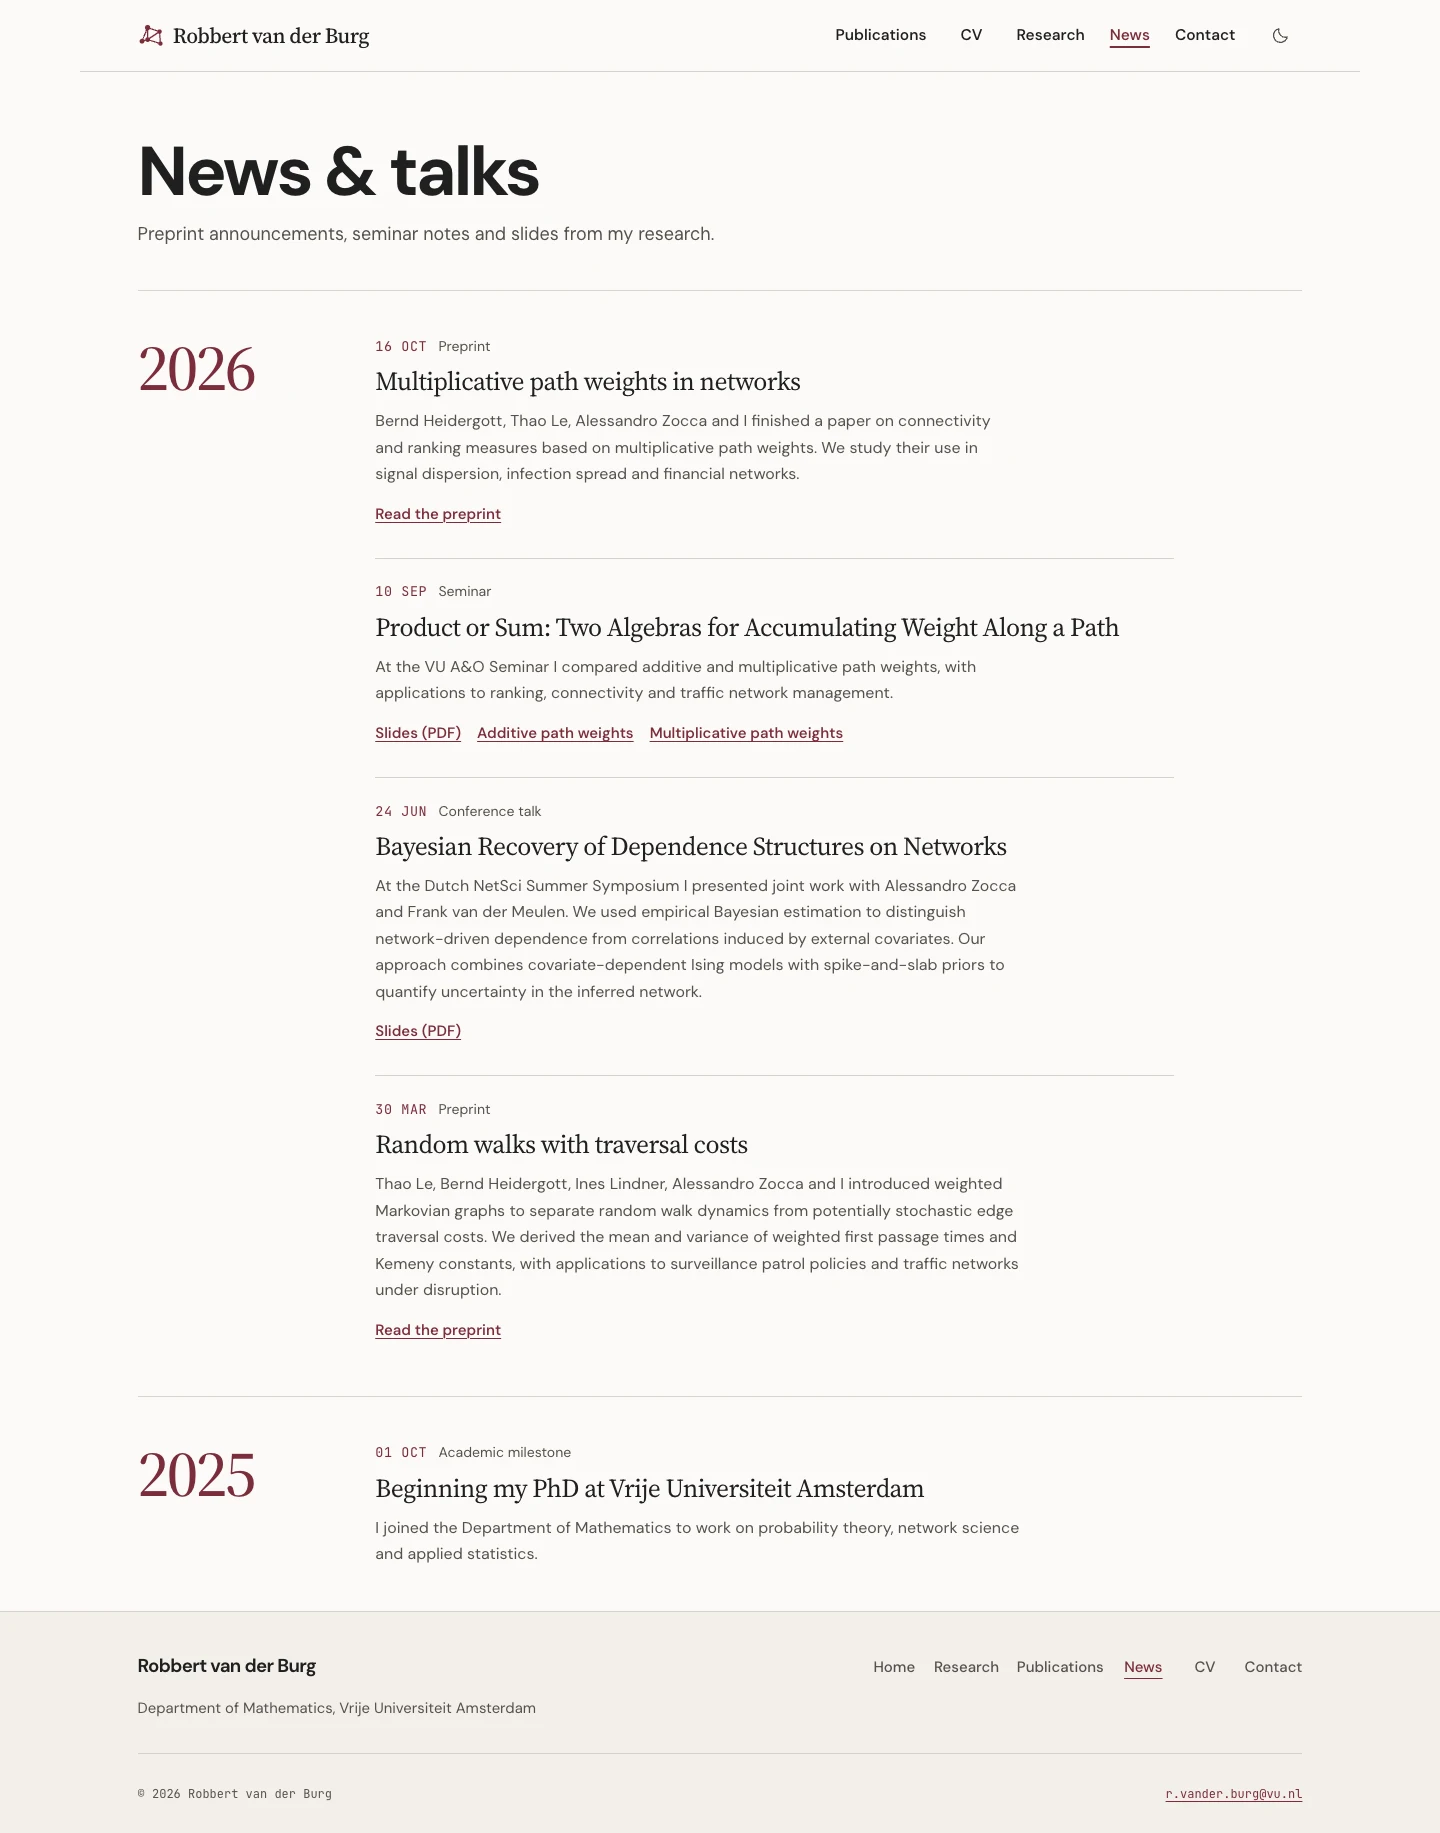 Robbert van der Burg
Publications CV Research News Contact
News & talks
Preprint announcements, seminar notes and slides from my research.
2026
16 OCT Preprint
Multiplicative path weights in networks
Bernd Heidergott, Thao Le, Alessandro Zocca and I finished a paper on connectivity
and ranking measures based on multiplicative path weights. We study their use in
signal dispersion, infection spread and financial networks.
Read the preprint
10 SEP Seminar
Product or Sum: Two Algebras for Accumulating Weight Along a Path
At the VU A&O Seminar I compared additive and multiplicative path weights, with
applications to ranking, connectivity and traffic network management.
Slides (PDF) Additive path weights Multiplicative path weights
24 JUN Conference talk
Bayesian Recovery of Dependence Structures on Networks
At the Dutch NetSci Summer Symposium I presented joint work with Alessandro Zocca
and Frank van der Meulen. We used empirical Bayesian estimation to distinguish
network-driven dependence from correlations induced by external covariates. Our
approach combines covariate-dependent Ising models with spike-and-slab priors to
quantify uncertainty in the inferred network.
Slides (PDF)
30 MAR Preprint
Random walks with traversal costs
Thao Le, Bernd Heidergott, Ines Lindner, Alessandro Zocca and I introduced weighted
Markovian graphs to separate random walk dynamics from potentially stochastic edge
traversal costs. We derived the mean and variance of weighted first passage times and
Kemeny constants, with applications to surveillance patrol policies and traffic networks
under disruption.
Read the preprint
2025
01 OCT Academic milestone
Beginning my PhD at Vrije Universiteit Amsterdam
I joined the Department of Mathematics to work on probability theory, network science
and applied statistics.
Robbert van der Burg
Home Research Publications News CV Contact
Department of Mathematics, Vrije Universiteit Amsterdam
© 2026 Robbert van der Burg
r.vander.burg@vu.nl